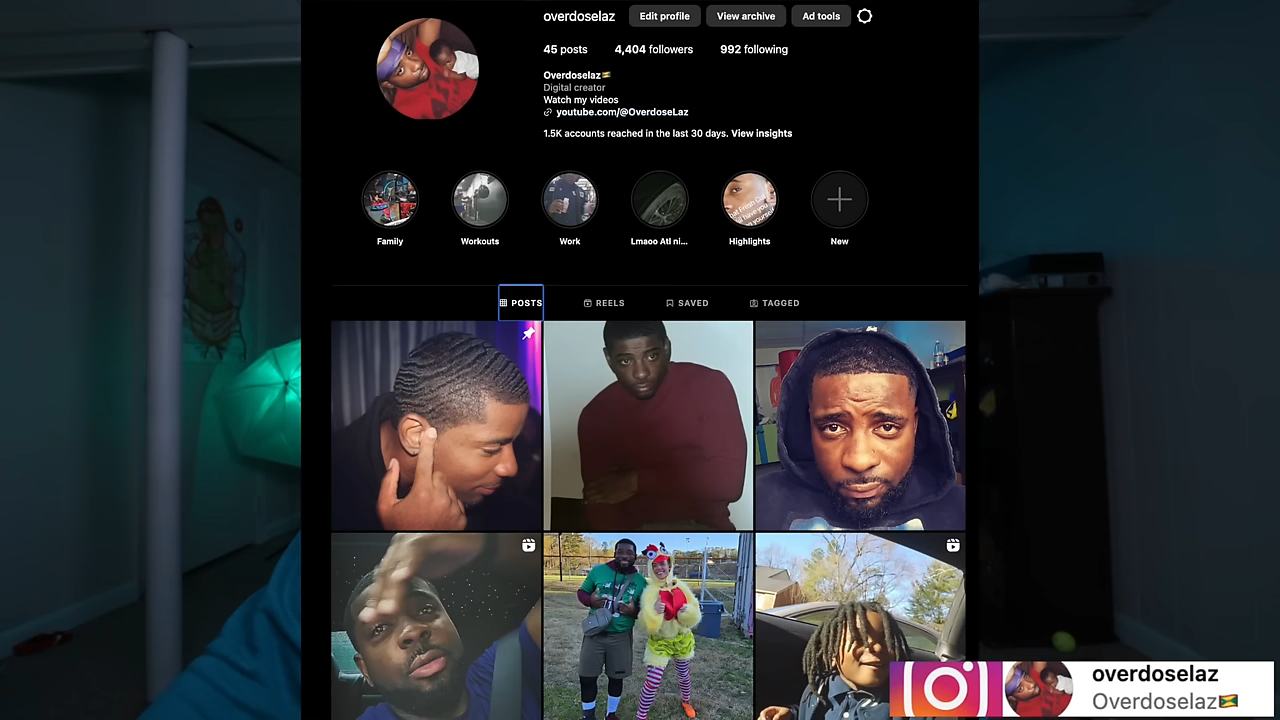 overdoselaz Edit profile View archive Ad tools
45 posts 4,404 followers 992 following
Overdoselaz🇬🇩
Digital creator
Watch my videos
youtube.com/@OverdoseLaz
1.5K accounts reached in the last 30 days. View insights
Family Workouts Work Lmaoo Atl ni... Highlights New
POSTS REELS SAVED TAGGED
overdoselaz
Overdoselaz🇬🇩